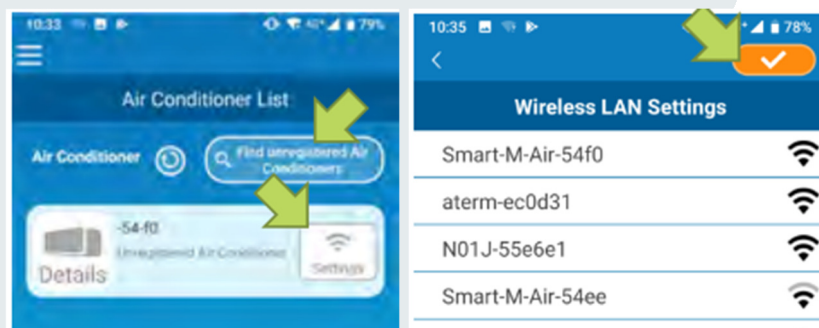 10:33
79%
Air Conditioner List
Air Conditioner
Find unregistered Air
Conditioners
-54-f0
Unregistered Air Conditioner
Settings
Details
10:35
78%
Wireless LAN Settings
Smart-M-Air-54f0
aterm-ec0d31
N01J-55e6e1
Smart-M-Air-54ee